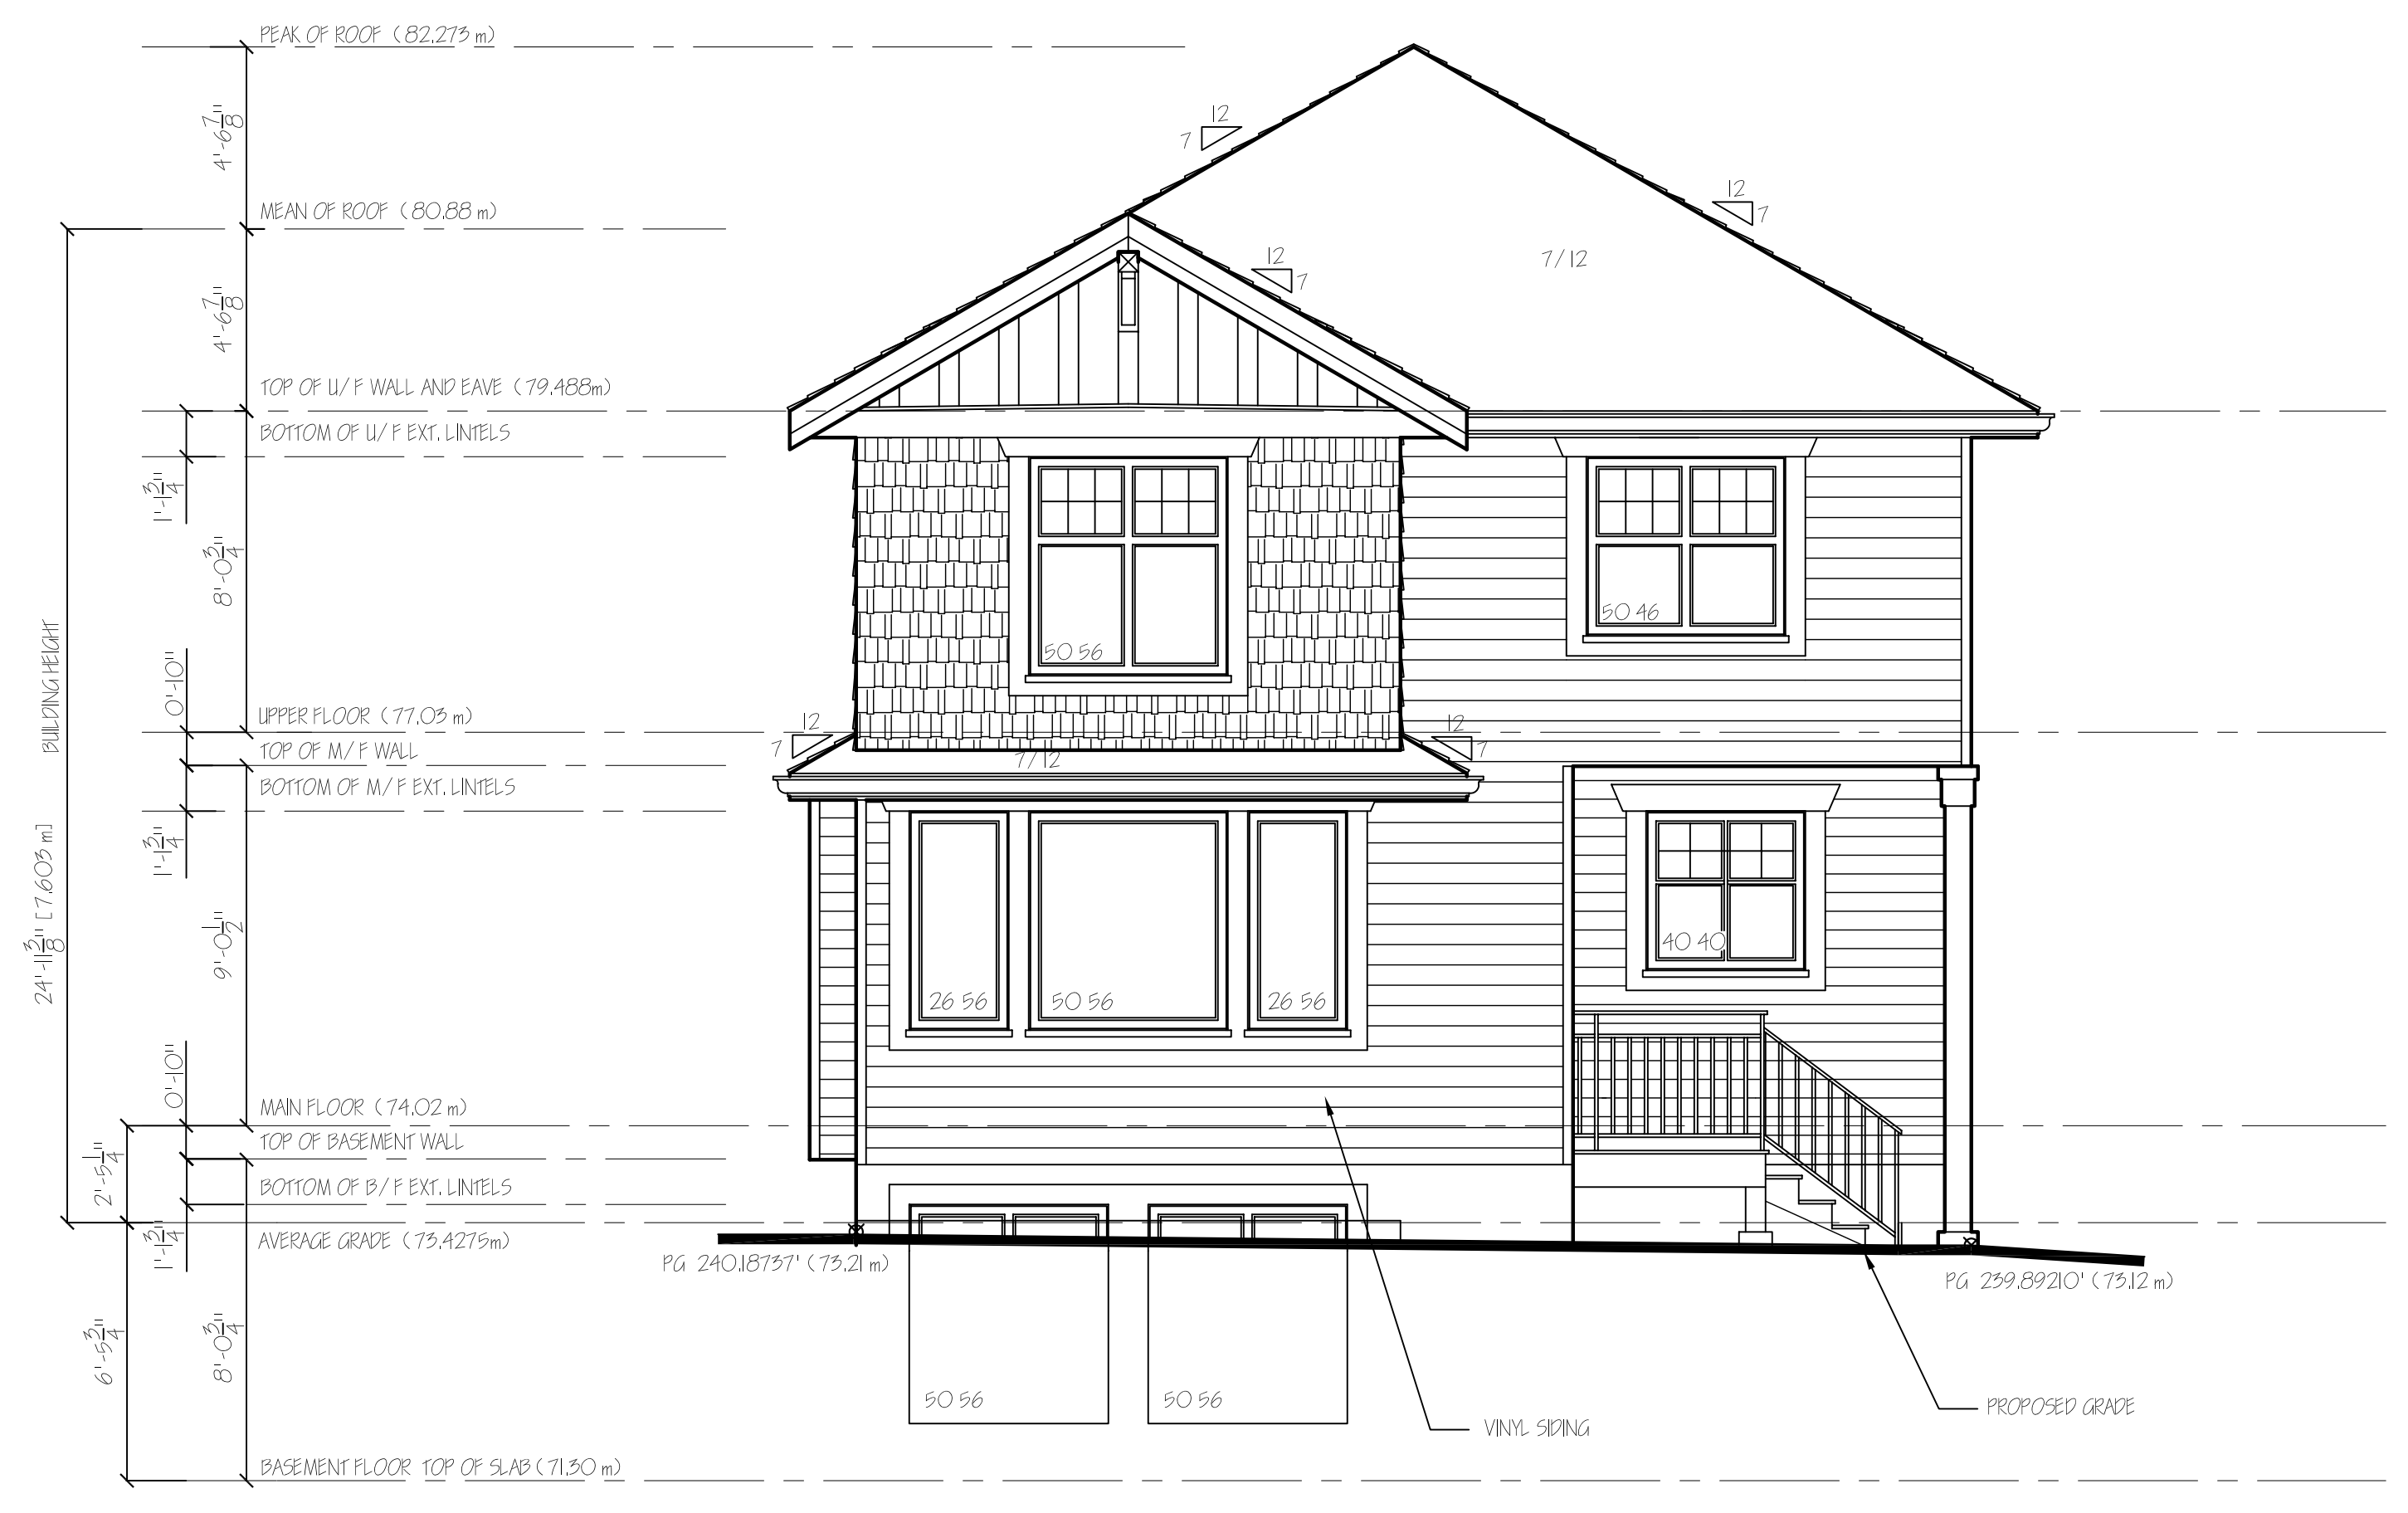 PEAK OF ROOF (82.273 m)
12
7
4'-6 7/8"
12
7
MEAN OF ROOF (80.88 m)
7/12
12
7
4'-6 7/8"
TOP OF U/F WALL AND EAVE (79.488m)
BOTTOM OF U/F EXT. LINTELS
1'-1 3/4"
8'-0 3/4"
50 46
50 56
BUILDING HEIGHT
24'-11 3/8" [7.603 m]
0'-10"
UPPER FLOOR (77.03 m)
12
7
12
7
7/12
TOP OF M/F WALL
BOTTOM OF M/F EXT. LINTELS
1'-1 3/4"
9'-0 1/2"
40 40
26 56
50 56
26 56
0'-10"
MAIN FLOOR (74.02 m)
TOP OF BASEMENT WALL
2'-5 1/4"
BOTTOM OF B/F EXT. LINTELS
1'-1 3/4"
AVERAGE GRADE (73.4275m)
PG 240.18737' (73.21 m)
PG 239.89210' (73.12 m)
6'-5 3/4"
8'-0 3/4"
50 56
50 56
PROPOSED GRADE
VINYL SIDING
BASEMENT FLOOR TOP OF SLAB (71.30 m)